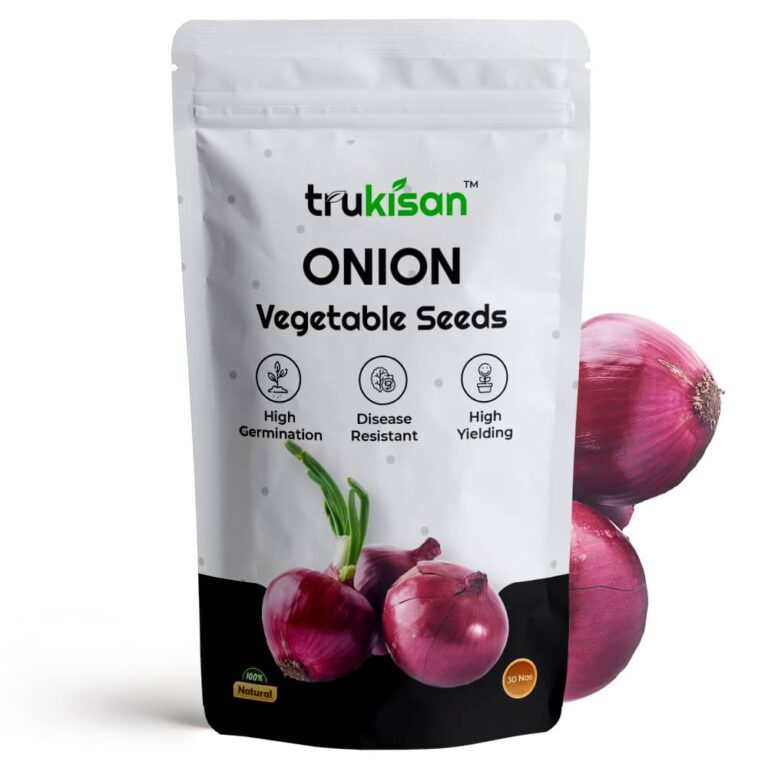 trukisan™
ONION
Vegetable Seeds
High
Germination
Disease
Resistant
High
Yielding
100%
Natural
30 Nos